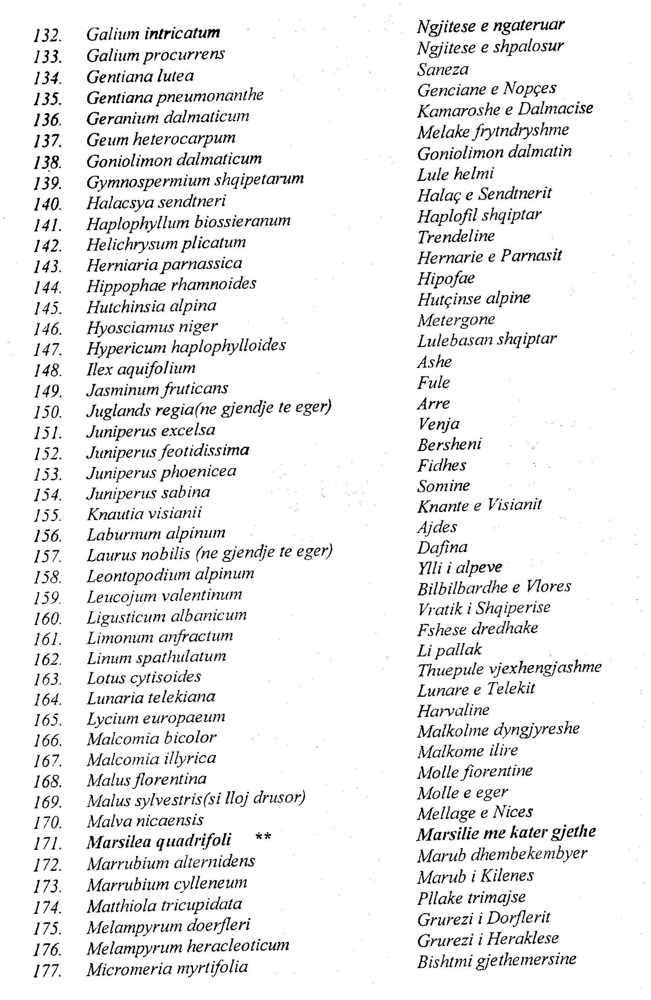 132. Galium intricatum Ngjitese e ngateruar
133. Galium procurrens Ngjitese e shpalosur
134. Gentiana lutea Saneza
135. Gentiana pneumonanthe Genciane e Nopçes
136. Geranium dalmaticum Kamaroshe e Dalmacise
137. Geum heterocarpum Melake frytndryshme
138. Goniolimon dalmaticum Goniolimon dalmatin
139. Gymnospermium shqipetarum Lule helmi
140. Halacsya sendtneri Halaç e Sendtnerit
141. Haplophyllum biossieranum Haplofil shqiptar
142. Helichrysum plicatum Trendeline
143. Herniaria parnassica Hernarie e Parnasit
144. Hippophae rhamnoides Hipofae
145. Hutchinsia alpina Hutçinse alpine
146. Hyosciamus niger Metergone
147. Hypericum haplophylloides Lulebasan shqiptar
148. Ilex aquifolium Ashe
149. Jasminum fruticans Fule
150. Juglands regia(ne gjendje te eger) Arre
151. Juniperus excelsa Venja
152. Juniperus feotidissima Bersheni
153. Juniperus phoenicea Fidhes
154. Juniperus sabina Somine
155. Knautia visianii Knante e Visianit
156. Laburnum alpinum Ajdes
157. Laurus nobilis (ne gjendje te eger) Dafina
158. Leontopodium alpinum Ylli i alpeve
159. Leucojum valentinum Bilbilbardhe e Vlores
160. Ligusticum albanicum Vratik i Shqiperise
161. Limonum anfractum Fshese dredhake
162. Linum spathulatum Li pallak
163. Lotus cytisoides Thuepule vjexhengjashme
164. Lunaria telekiana Lunare e Telekit
165. Lycium europaeum Harvaline
166. Malcomia bicolor Malkolme dyngjyreshe
167. Malcomia illyrica Malkome ilire
168. Malus florentina Molle fiorentine
169. Malus sylvestris(si lloj drusor) Molle e eger
170. Malva nicaensis Mellage e Nices
171. Marsilea quadrifoli ** Marsilie me kater gjethe
172. Marrubium alternidens Marub dhembekembyer
173. Marrubium cylleneum Marub i Kilenes
174. Matthiola tricupidata Pllake trimajse
175. Melampyrum doerfleri Grurezi i Dorflerit
176. Melampyrum heracleoticum Grurezi i Heraklese
177. Micromeria myrtifolia Bishtmi gjethemersine